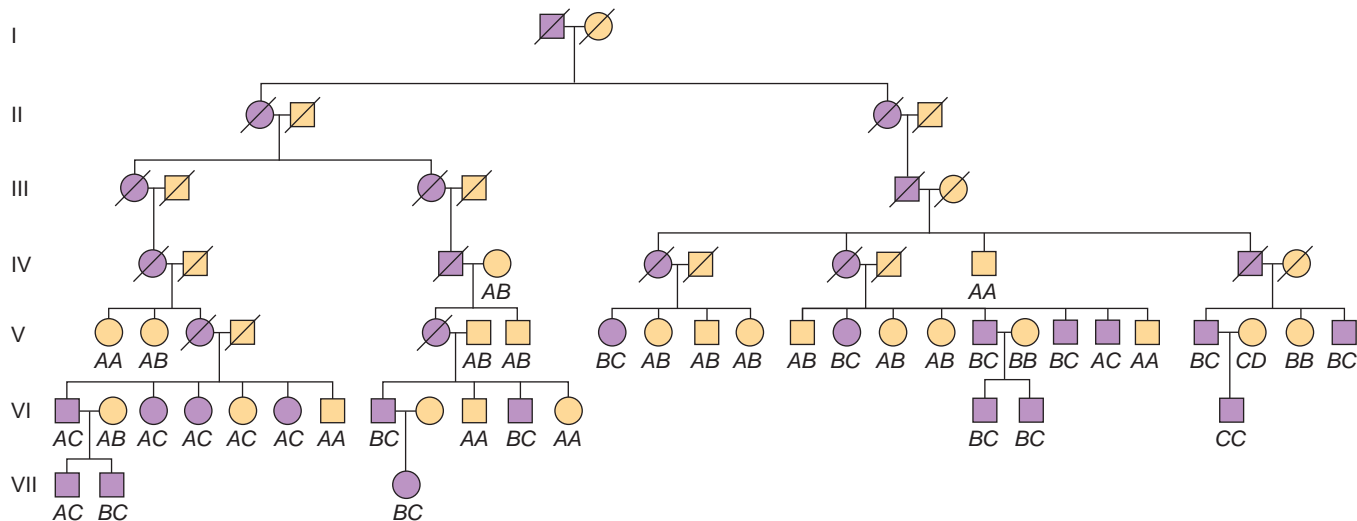 I
II
III
IV
AB AA
V
AA AB AB AB BC AB AB AB AB BC AB AB BC BB BC AC AA BC CD BB BC
VI
AC AB AC AC AC AC AA BC AA BC AA BC BC CC
VII
AC BC BC